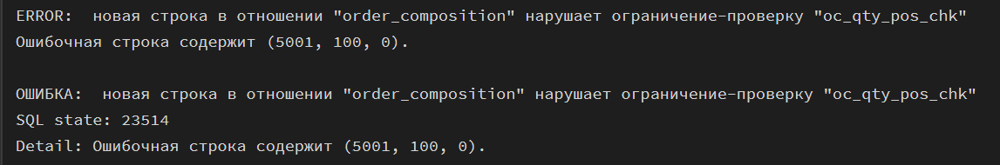 ERROR:  новая строка в отношении "order_composition" нарушает ограничение-проверку "oc_qty_pos_chk"
Ошибочная строка содержит (5001, 100, 0).
ОШИБКА:  новая строка в отношении "order_composition" нарушает ограничение-проверку "oc_qty_pos_chk"
SQL state: 23514
Detail: Ошибочная строка содержит (5001, 100, 0).